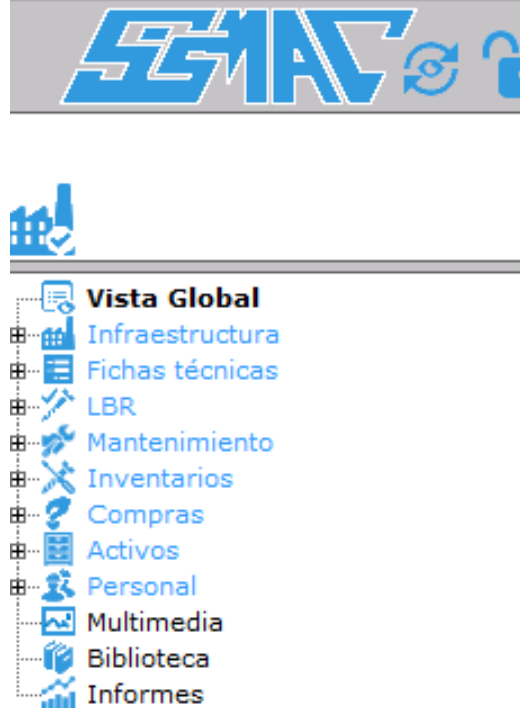 SGMAC
Vista Global
Infraestructura
Fichas técnicas
LBR
Mantenimiento
Inventarios
Compras
Activos
Personal
Multimedia
Biblioteca
Informes